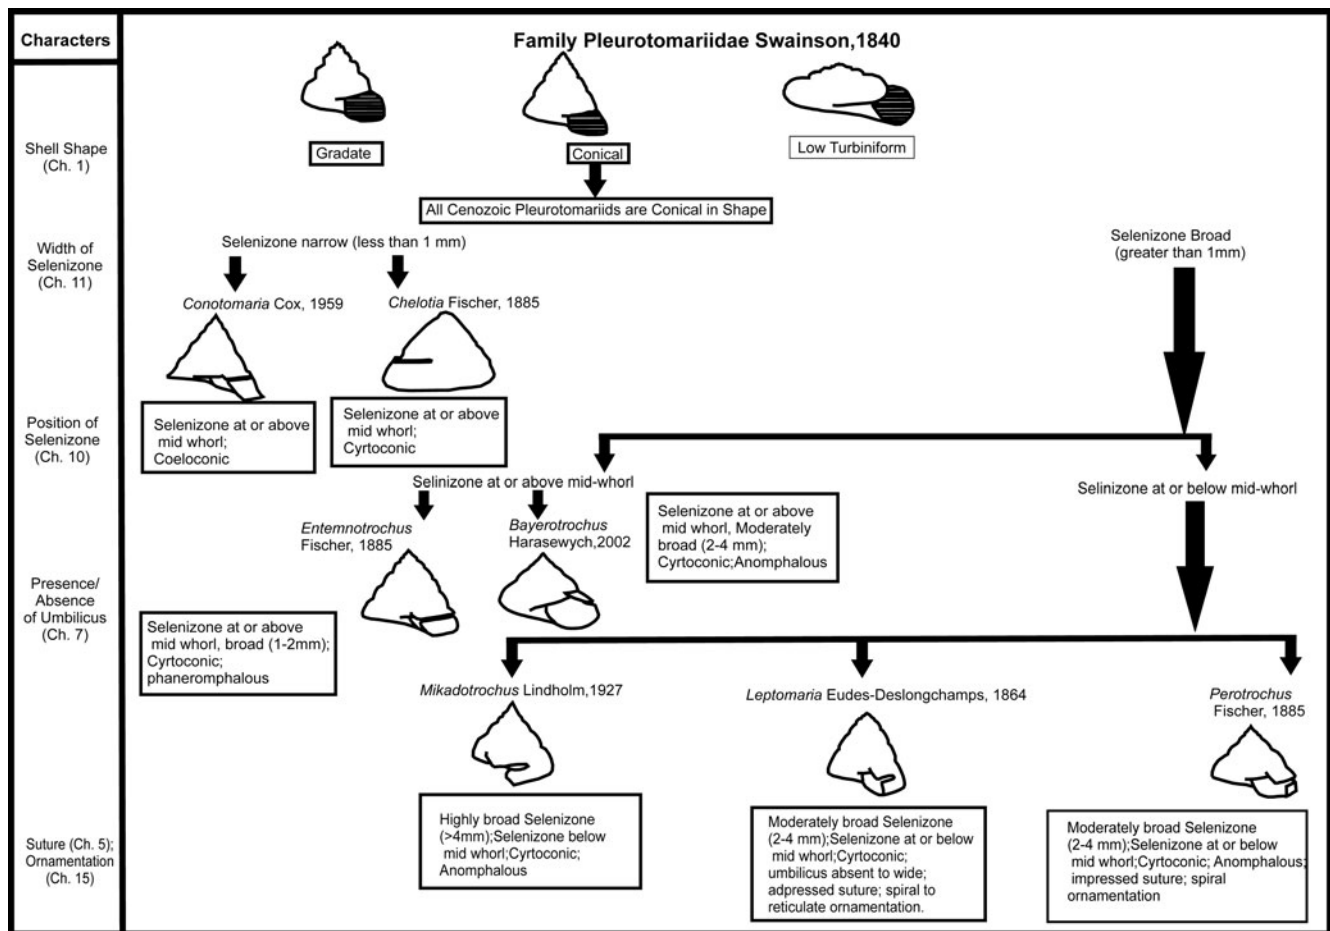 Characters
Family Pleurotomariidae Swainson,1840
Shell Shape
(Ch. 1)
Gradate
Conical
Low Turbiniform
All Cenozoic Pleurotomariids are Conical in Shape
Width of
Selenizone
(Ch. 11)
Selenizone narrow (less than 1 mm)
Selenizone Broad
(greater than 1mm)
Conotomaria Cox, 1959
Chelotia Fischer, 1885
Position of
Selenizone
(Ch. 10)
Selenizone at or above
mid whorl;
Coeloconic
Selenizone at or above
mid whorl;
Cyrtoconic
Selinizone at or above mid-whorl
Selinizone at or below mid-whorl
Entemnotrochus
Fischer, 1885
Bayerotrochus
Harasewych,2002
Selenizone at or above
mid whorl, Moderately
broad (2-4 mm);
Cyrtoconic;Anomphalous
Presence/
Absence
of Umbilicus
(Ch. 7)
Selenizone at or above
mid whorl, broad (1-2mm);
Cyrtoconic;
phaneromphalous
Mikadotrochus Lindholm,1927
Leptomaria Eudes-Deslongchamps, 1864
Perotrochus
Fischer, 1885
Suture (Ch. 5);
Ornamentation
(Ch. 15)
Highly broad Selenizone
(>4mm);Selenizone below
mid whorl;Cyrtoconic;
Anomphalous
Moderately broad Selenizone
(2-4 mm);Selenizone at or below
mid whorl;Cyrtoconic;
umbilicus absent to wide;
adpressed suture; spiral to
reticulate ornamentation.
Moderately broad Selenizone
(2-4 mm);Selenizone at or below
mid whorl;Cyrtoconic; Anomphalous;
impressed suture; spiral
ornamentation